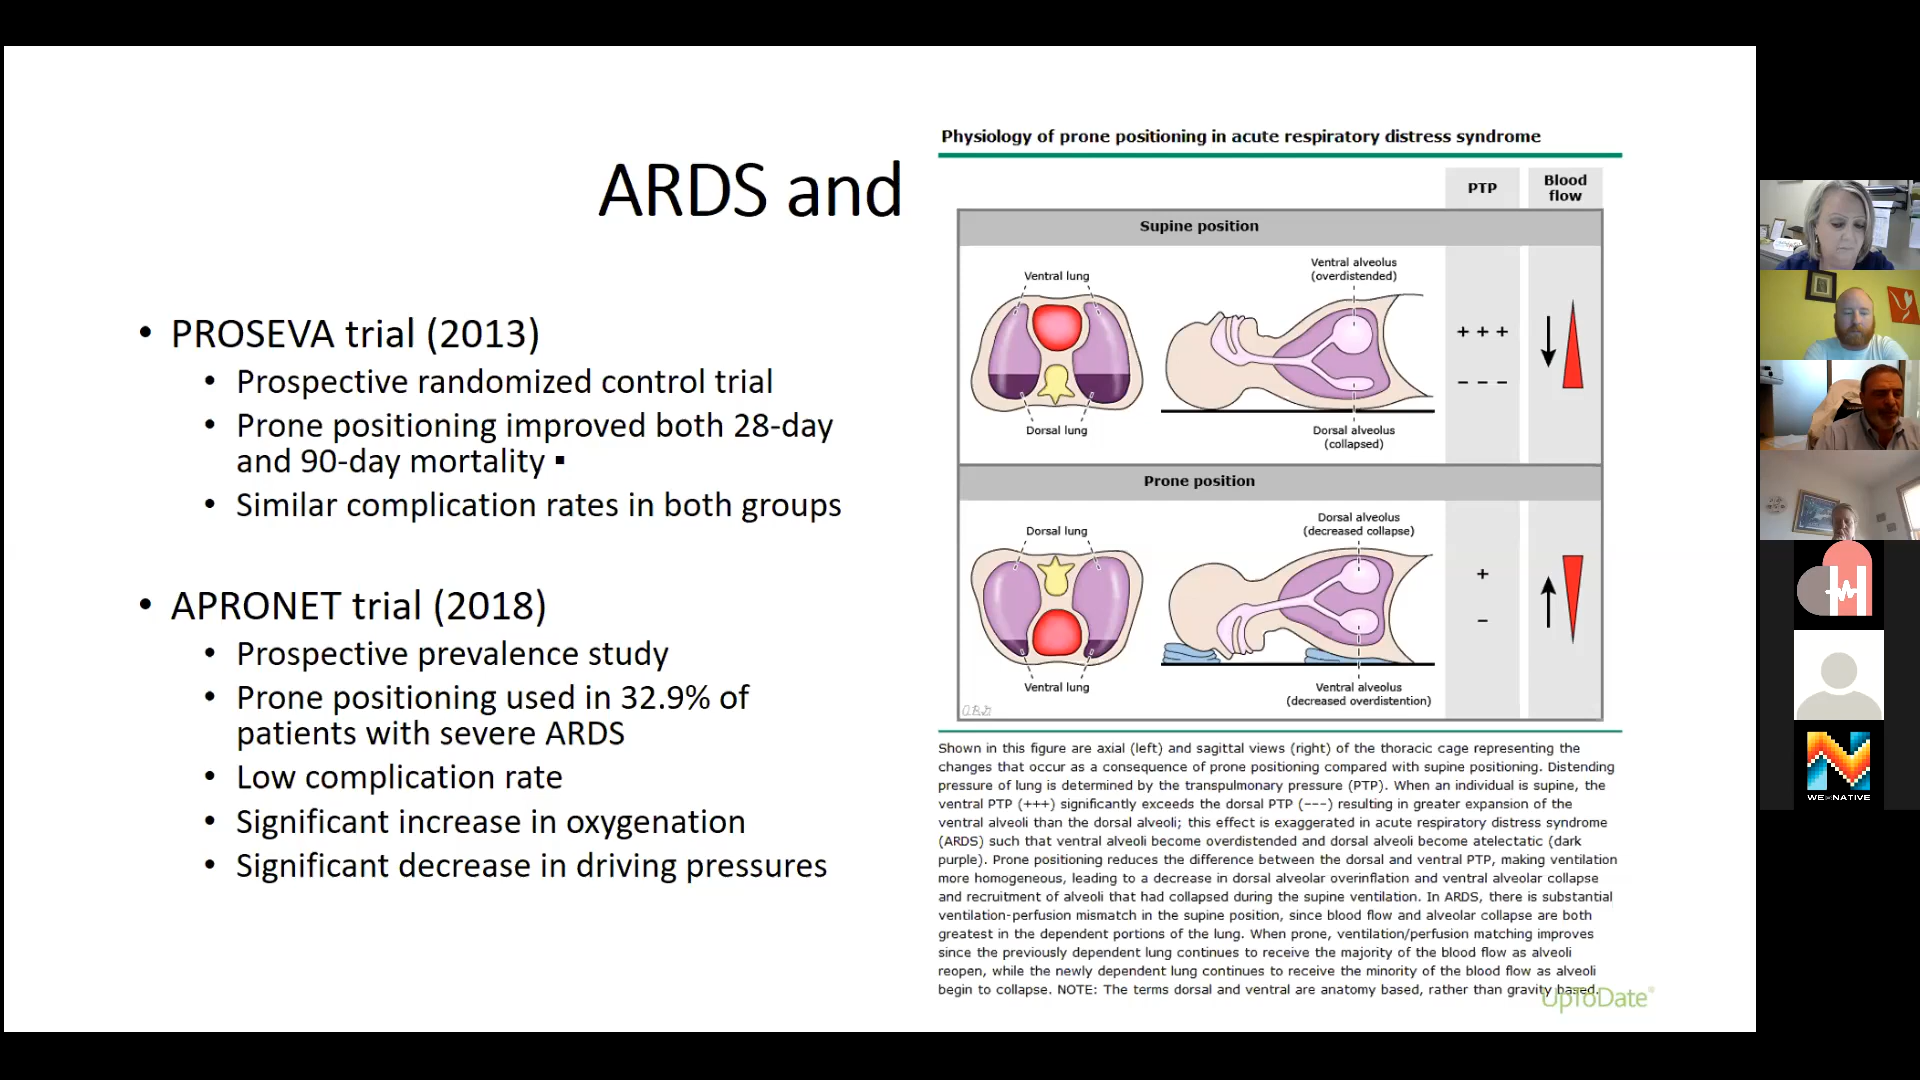 ARDS and
• PROSEVA trial (2013)
• Prospective randomized control trial
• Prone positioning improved both 28-day
and 90-day mortality ▪
• Similar complication rates in both groups
• APRONET trial (2018)
• Prospective prevalence study
• Prone positioning used in 32.9% of
patients with severe ARDS
• Low complication rate
• Significant increase in oxygenation
• Significant decrease in driving pressures
Physiology of prone positioning in acute respiratory distress syndrome
PTP
Blood
flow
Supine position
Ventral lung
Dorsal lung
Ventral alveolus
(overdistended)
Dorsal alveolus
(collapsed)
+ + +
− − −
Prone position
Dorsal lung
Ventral lung
Dorsal alveolus
(decreased collapse)
Ventral alveolus
(decreased overdistention)
+
−
Shown in this figure are axial (left) and sagittal views (right) of the thoracic cage representing the
changes that occur as a consequence of prone positioning compared with supine positioning. Distending
pressure of lung is determined by the transpulmonary pressure (PTP). When an individual is supine, the
ventral PTP (+++) significantly exceeds the dorsal PTP (−−−) resulting in greater expansion of the
ventral alveoli than the dorsal alveoli; this effect is exaggerated in acute respiratory distress syndrome
(ARDS) such that ventral alveoli become overdistended and dorsal alveoli become atelectatic (dark
purple). Prone positioning reduces the difference between the dorsal and ventral PTP, making ventilation
more homogeneous, leading to a decrease in dorsal alveolar overinflation and ventral alveolar collapse
and recruitment of alveoli that had collapsed during the supine ventilation. In ARDS, there is substantial
ventilation-perfusion mismatch in the supine position, since blood flow and alveolar collapse are both
greatest in the dependent portions of the lung. When prone, ventilation/perfusion matching improves
since the previously dependent lung continues to receive the majority of the blood flow as alveoli
reopen, while the newly dependent lung continues to receive the minority of the blood flow as alveoli
begin to collapse. NOTE: The terms dorsal and ventral are anatomy based, rather than gravity based.
UpToDate®
WE R NATIVE